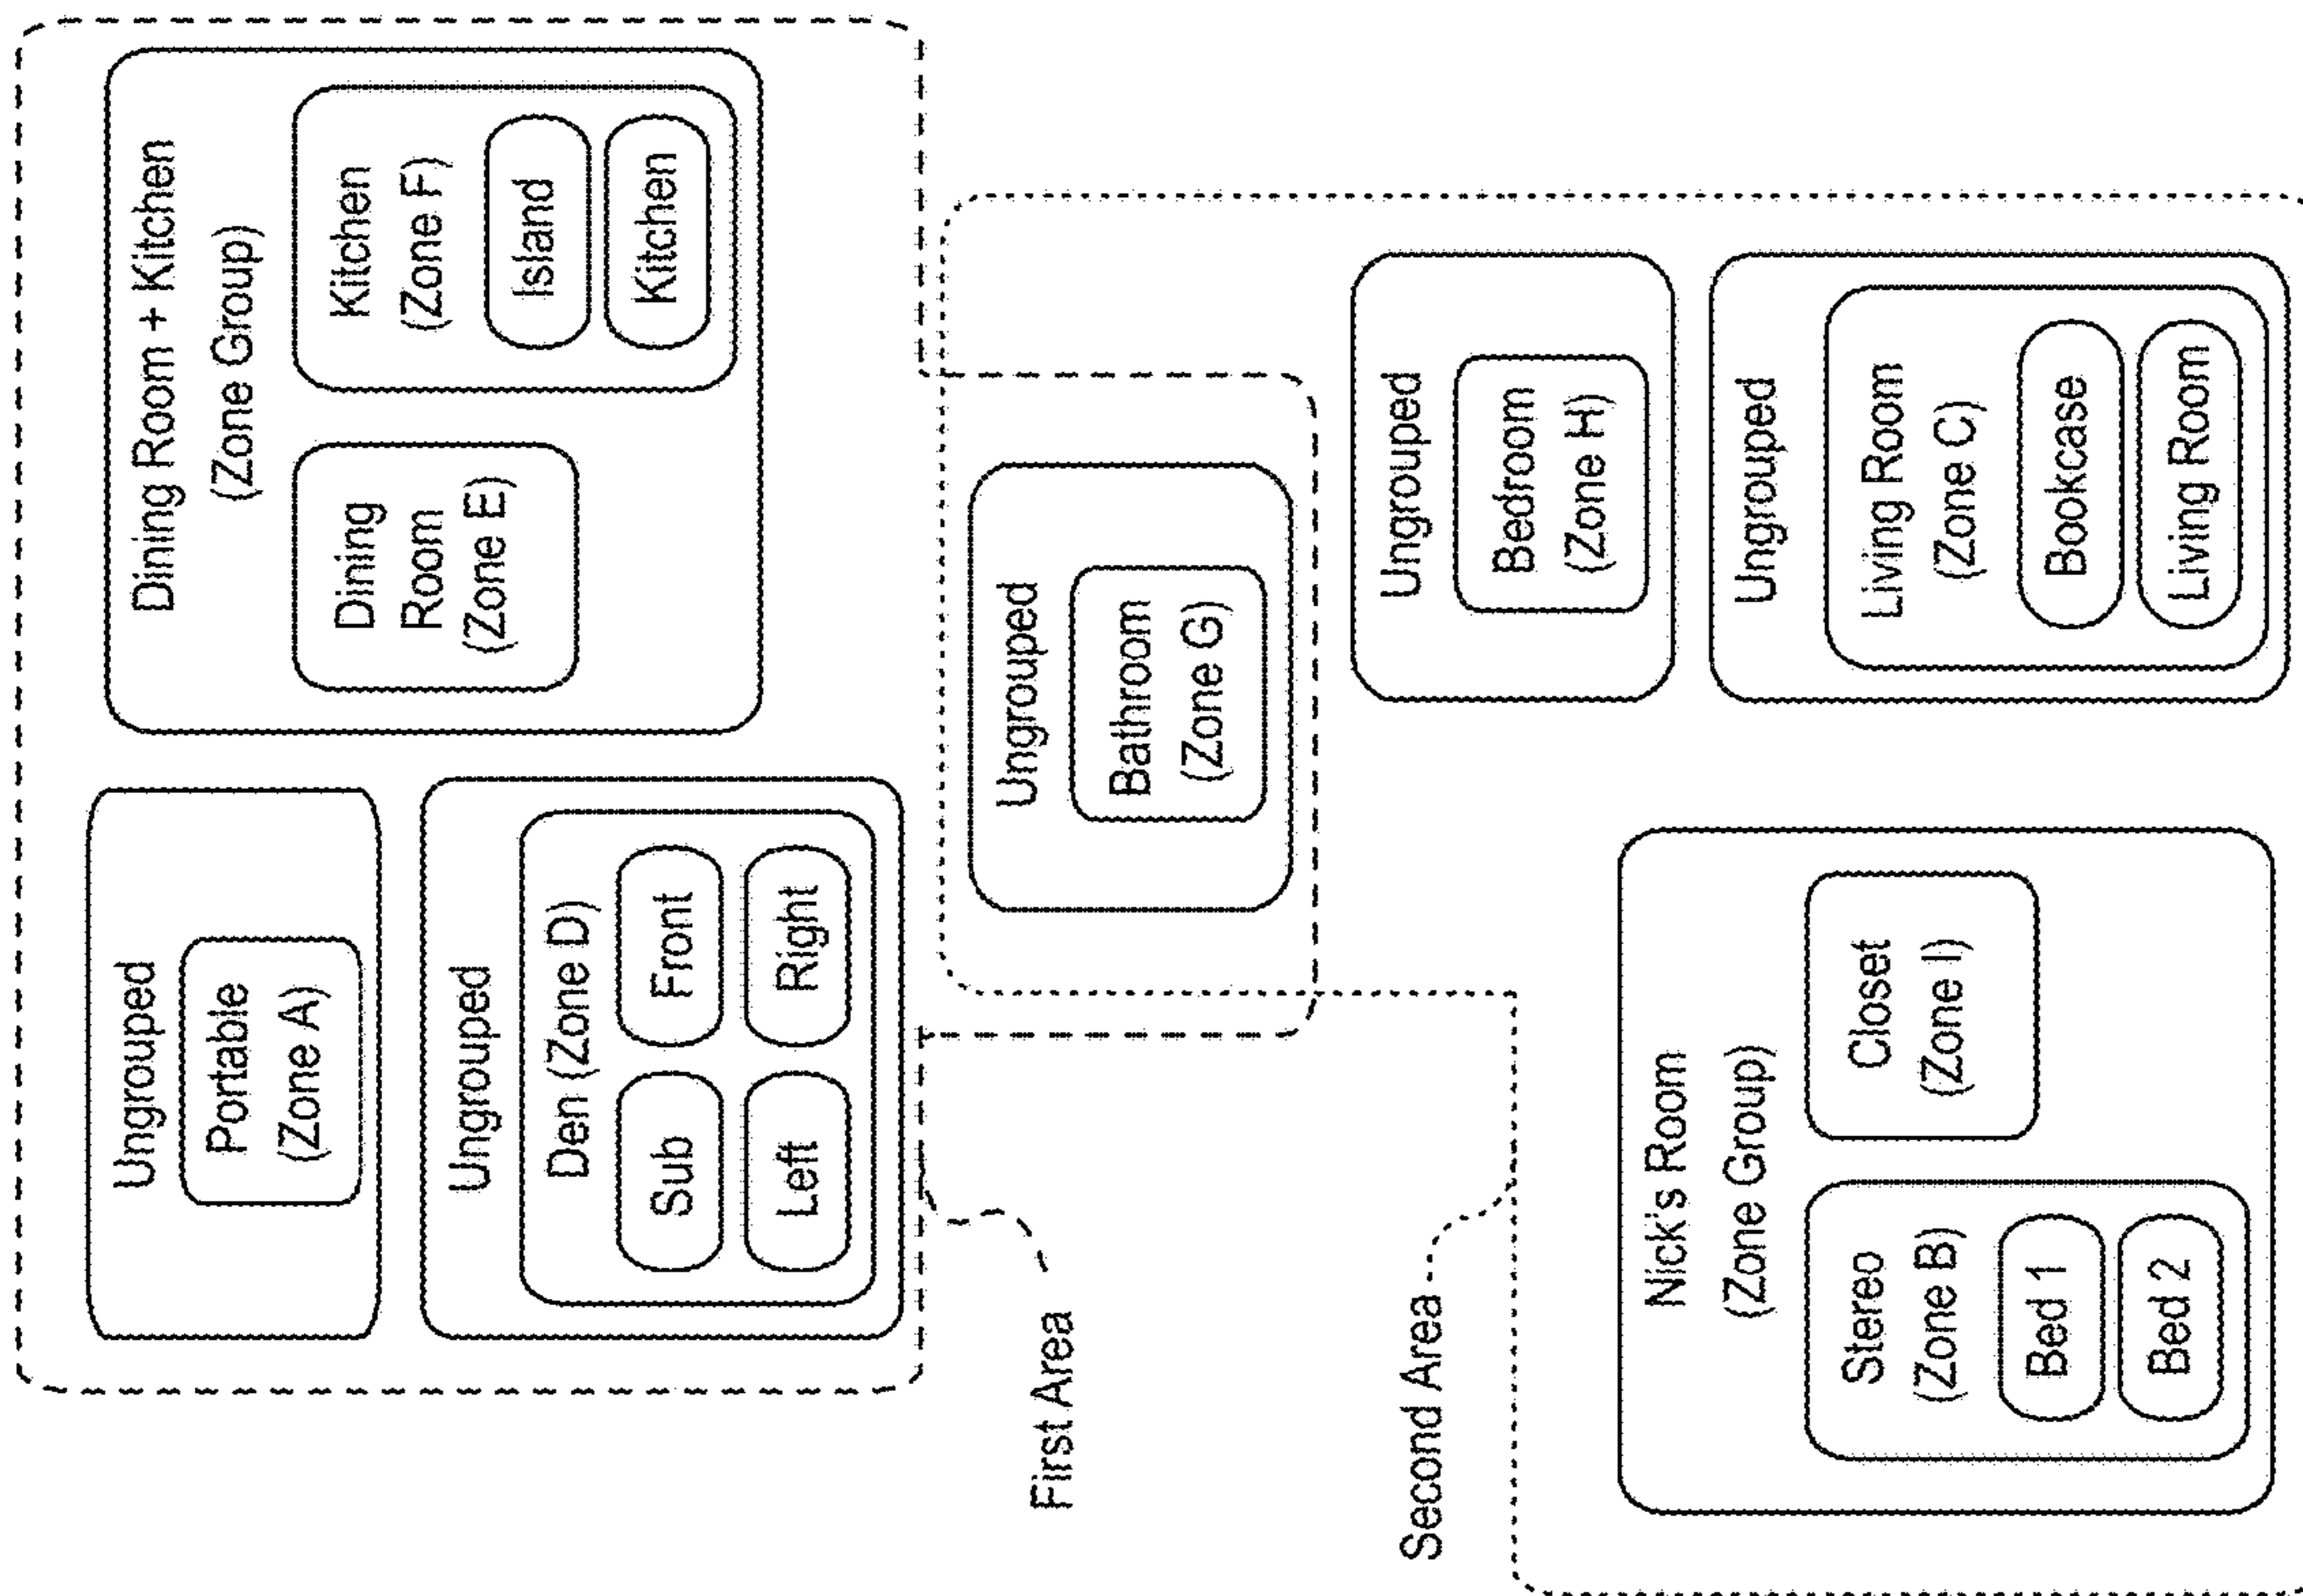 Ungrouped
Portable
(Zone A)
Ungrouped
Den (Zone D)
Sub
Front
Left
Right
Dining Room + Kitchen
(Zone Group)
Dining
Room
(Zone E)
Kitchen
(Zone F)
Island
Kitchen
First Area
Ungrouped
Bathroom
(Zone G)
Second Area
Ungrouped
Bedroom
(Zone H)
Nick's Room
(Zone Group)
Stereo
(Zone B)
Bed 1
Bed 2
Closet
(Zone I)
Ungrouped
Living Room
(Zone C)
Bookcase
Living Room